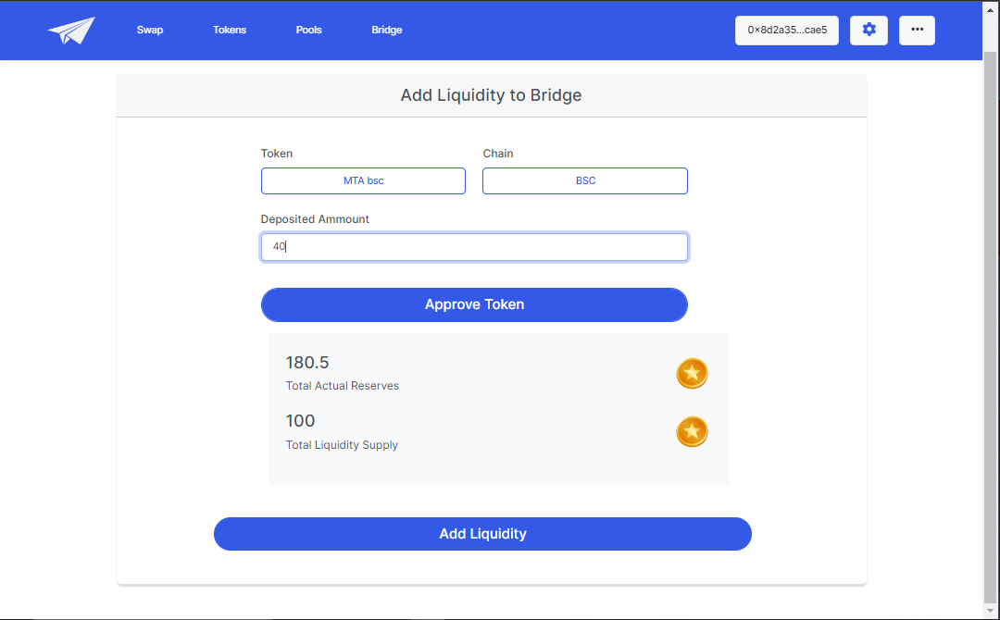 Swap Tokens Pools Bridge 0×8d2a35...cae5 •••
Add Liquidity to Bridge
Token Chain
MTA bsc BSC
Deposited Ammount
40
Approve Token
180.5
Total Actual Reserves
100
Total Liquidity Supply
Add Liquidity